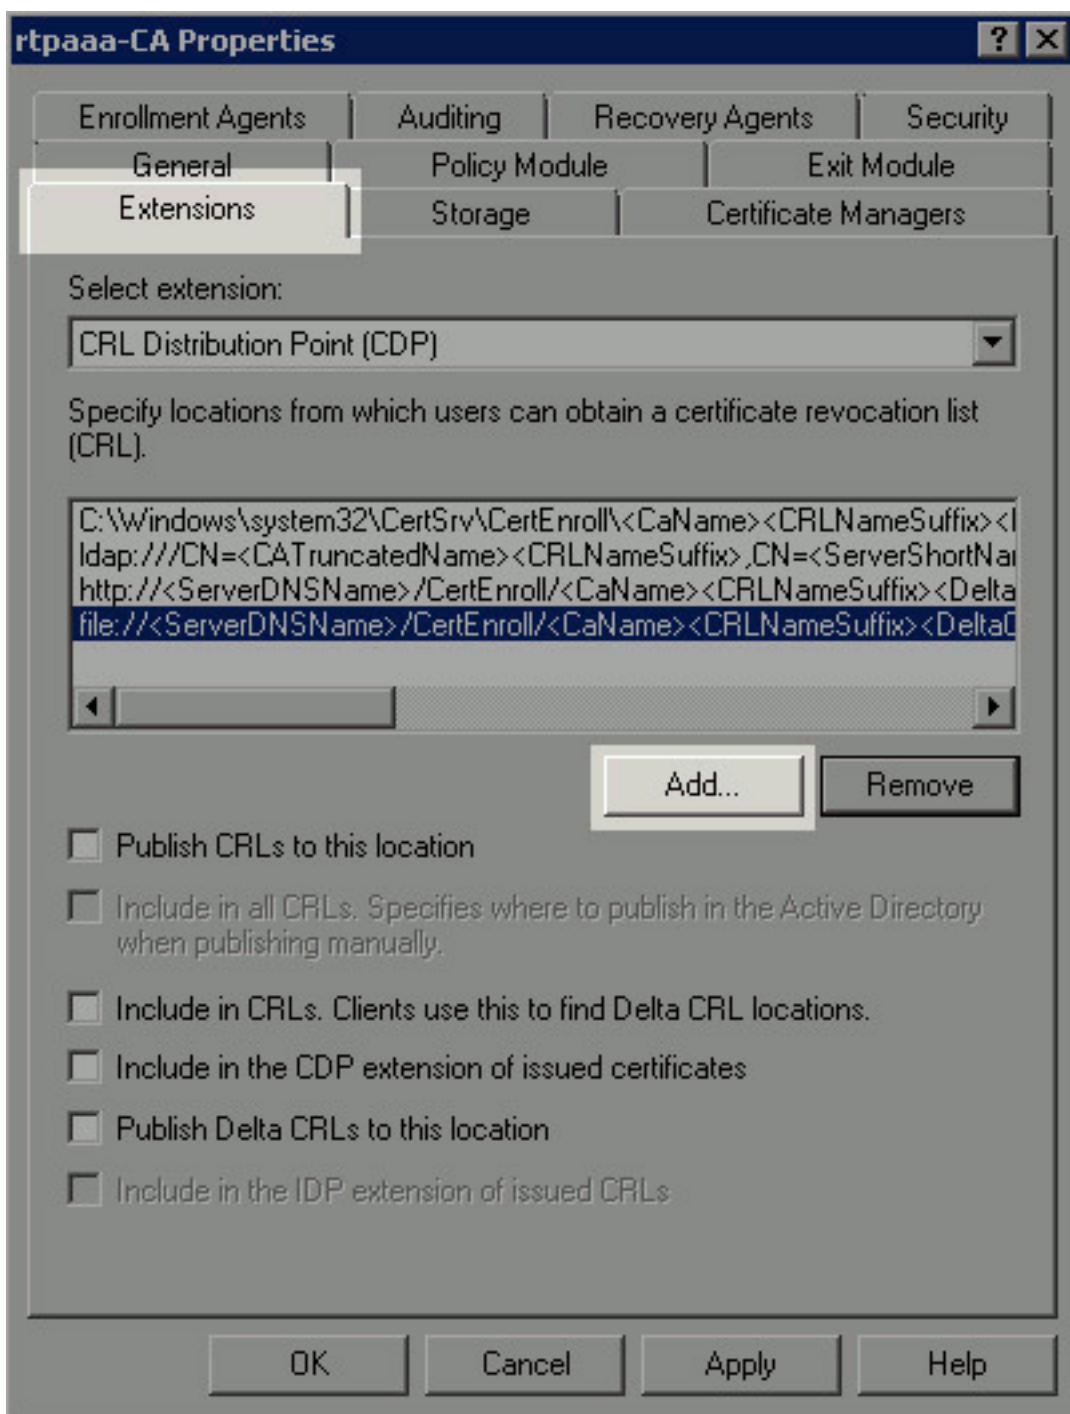 rtpaaa-CA Properties
Enrollment Agents Auditing Recovery Agents Security
General Policy Module Exit Module
Extensions Storage Certificate Managers
Select extension:
CRL Distribution Point (CDP)
Specify locations from which users can obtain a certificate revocation list
(CRL).
C:\Windows\system32\CertSrv\CertEnroll\<CaName><CRLNameSuffix><
ldap:///CN=<CATruncatedName><CRLNameSuffix>,CN=<ServerShortNa
http://<ServerDNSName>/CertEnroll/<CaName><CRLNameSuffix><Delta
file://<ServerDNSName>/CertEnroll/<CaName><CRLNameSuffix><DeltaC
Add... Remove
Publish CRLs to this location
Include in all CRLs. Specifies where to publish in the Active Directory
when publishing manually.
Include in CRLs. Clients use this to find Delta CRL locations.
Include in the CDP extension of issued certificates
Publish Delta CRLs to this location
Include in the IDP extension of issued CRLs
OK Cancel Apply Help